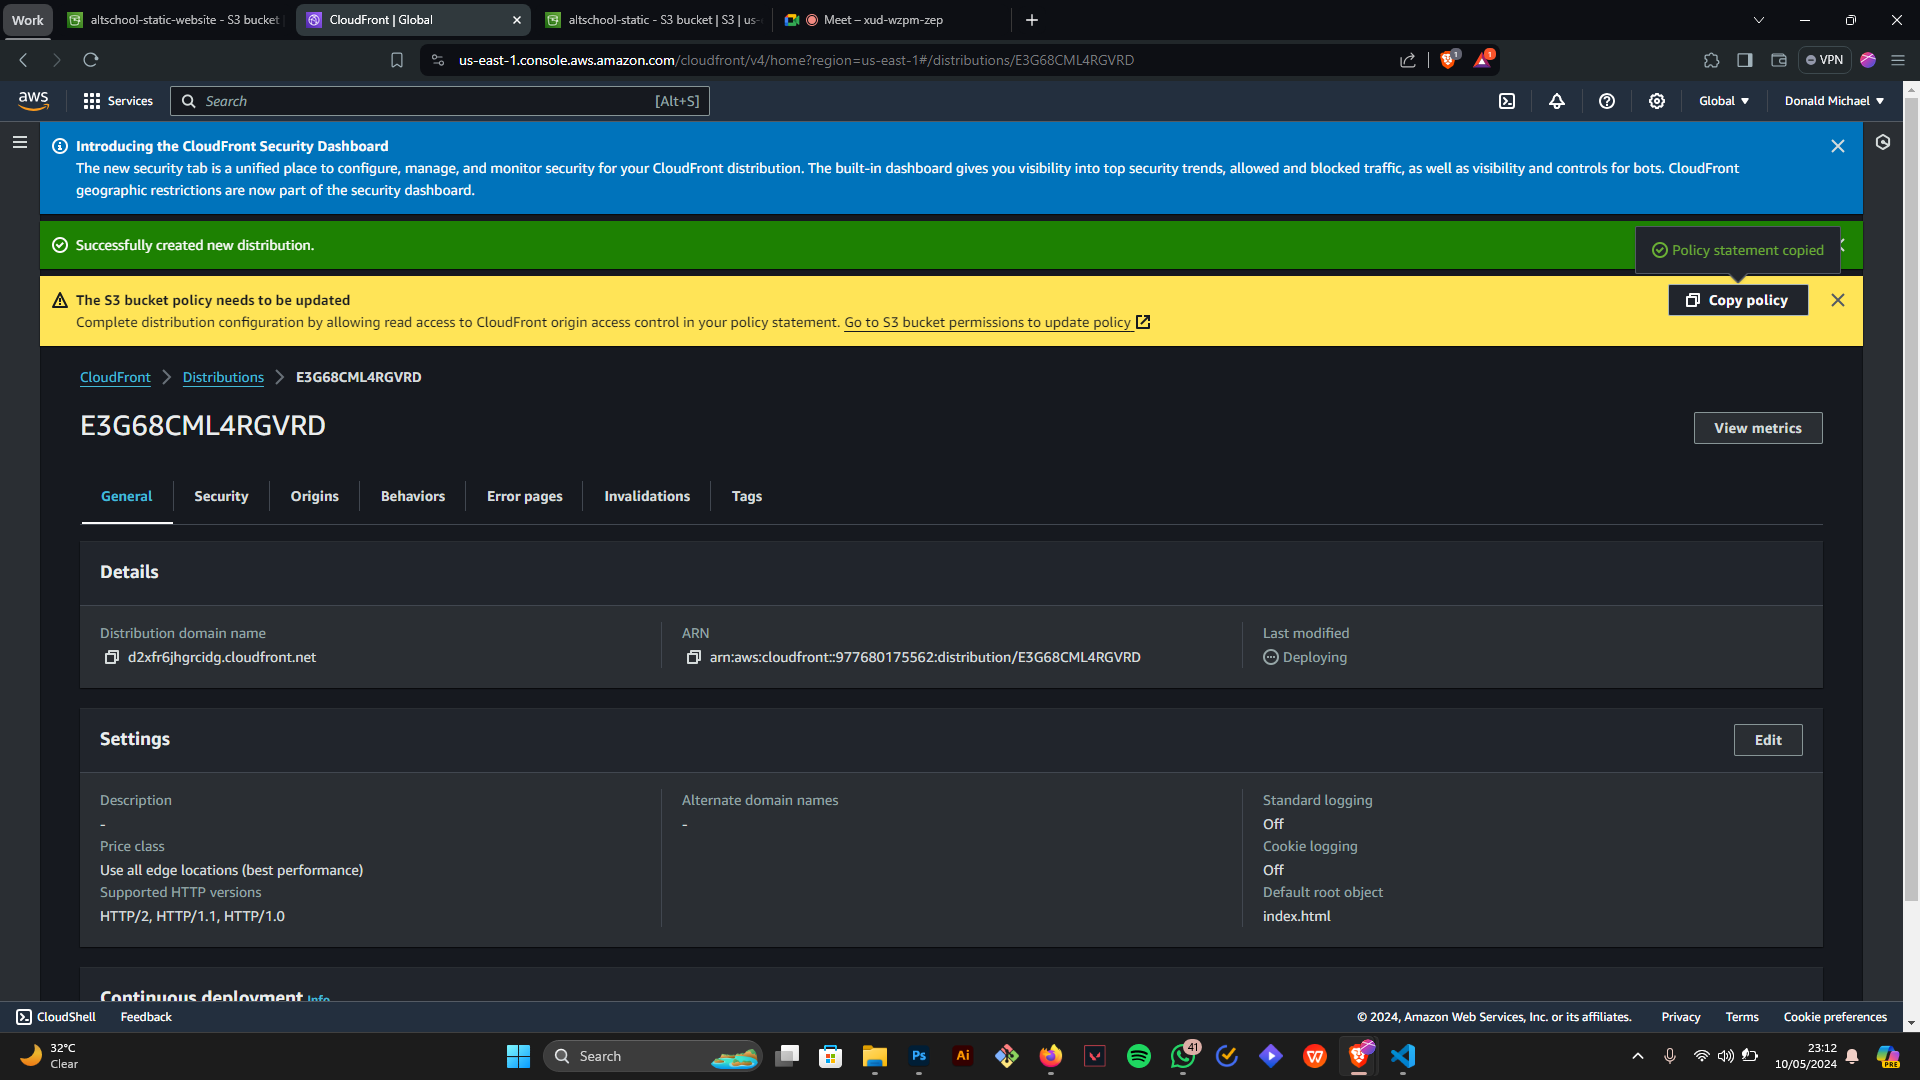 Work
altschool-static-website - S3 bucket
CloudFront | Global
altschool-static - S3 bucket | S3 | us-
Meet – xud-wzpm-zep
us-east-1.console.aws.amazon.com/cloudfront/v4/home?region=us-east-1#/distributions/E3G68CML4RGVRD
1
1
VPN
aws
Services
Search
[Alt+S]
Global
Donald Michael
Introducing the CloudFront Security Dashboard
The new security tab is a unified place to configure, manage, and monitor security for your CloudFront distribution. The built-in dashboard gives you visibility into top security trends, allowed and blocked traffic, as well as visibility and controls for bots. CloudFront
geographic restrictions are now part of the security dashboard.
Successfully created new distribution.
Policy statement copied
The S3 bucket policy needs to be updated
Copy policy
Complete distribution configuration by allowing read access to CloudFront origin access control in your policy statement. Go to S3 bucket permissions to update policy
CloudFront
Distributions
E3G68CML4RGVRD
E3G68CML4RGVRD
View metrics
General
Security
Origins
Behaviors
Error pages
Invalidations
Tags
Details
Distribution domain name
d2xfr6jhgrcidg.cloudfront.net
ARN
arn:aws:cloudfront::977680175562:distribution/E3G68CML4RGVRD
Last modified
Deploying
Settings
Edit
Description
-
Price class
Use all edge locations (best performance)
Supported HTTP versions
HTTP/2, HTTP/1.1, HTTP/1.0
Alternate domain names
-
Standard logging
Off
Cookie logging
Off
Default root object
index.html
Continuous deployment Info
CloudShell
Feedback
© 2024, Amazon Web Services, Inc. or its affiliates.
Privacy
Terms
Cookie preferences
32°C
Clear
Search
Ps
Ai
41
23:12
10/05/2024
PRE